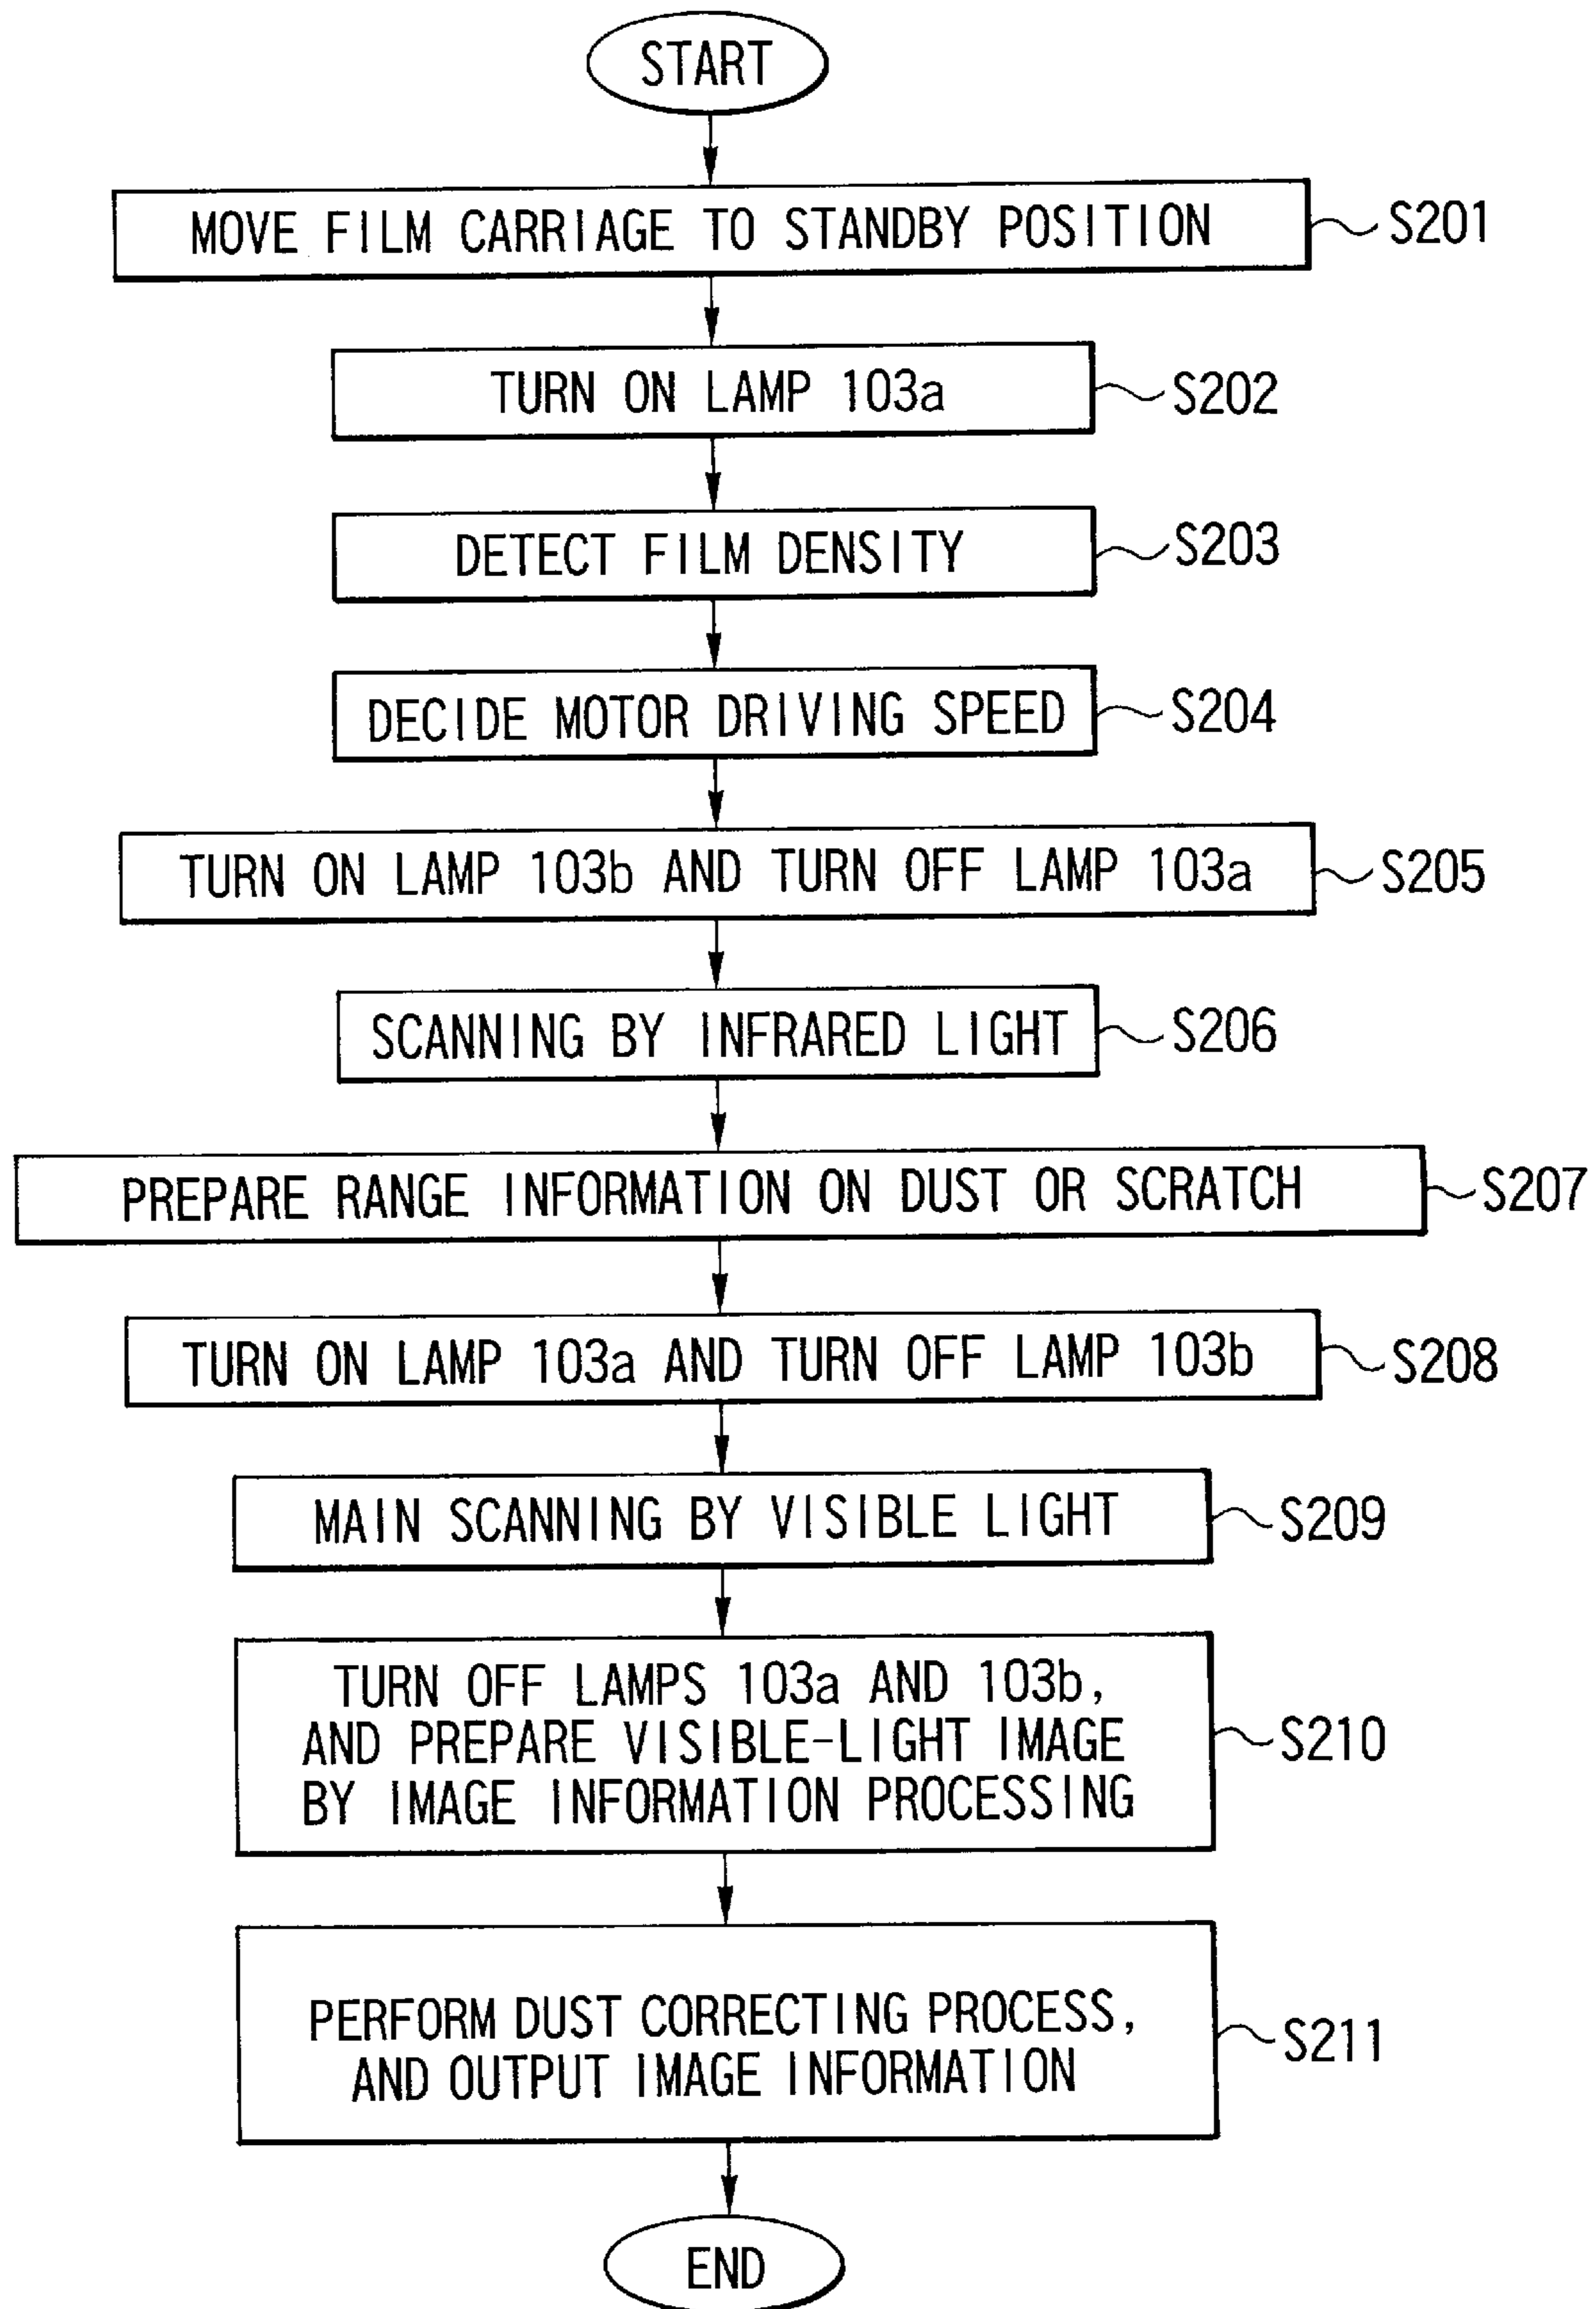 START
MOVE FILM CARRIAGE TO STANDBY POSITION
S201
TURN ON LAMP 103a
S202
DETECT FILM DENSITY
S203
DECIDE MOTOR DRIVING SPEED
S204
TURN ON LAMP 103b AND TURN OFF LAMP 103a
S205
SCANNING BY INFRARED LIGHT
S206
PREPARE RANGE INFORMATION ON DUST OR SCRATCH
S207
TURN ON LAMP 103a AND TURN OFF LAMP 103b
S208
MAIN SCANNING BY VISIBLE LIGHT
S209
TURN OFF LAMPS 103a AND 103b,
AND PREPARE VISIBLE-LIGHT IMAGE
BY IMAGE INFORMATION PROCESSING
S210
PERFORM DUST CORRECTING PROCESS,
AND OUTPUT IMAGE INFORMATION
S211
END